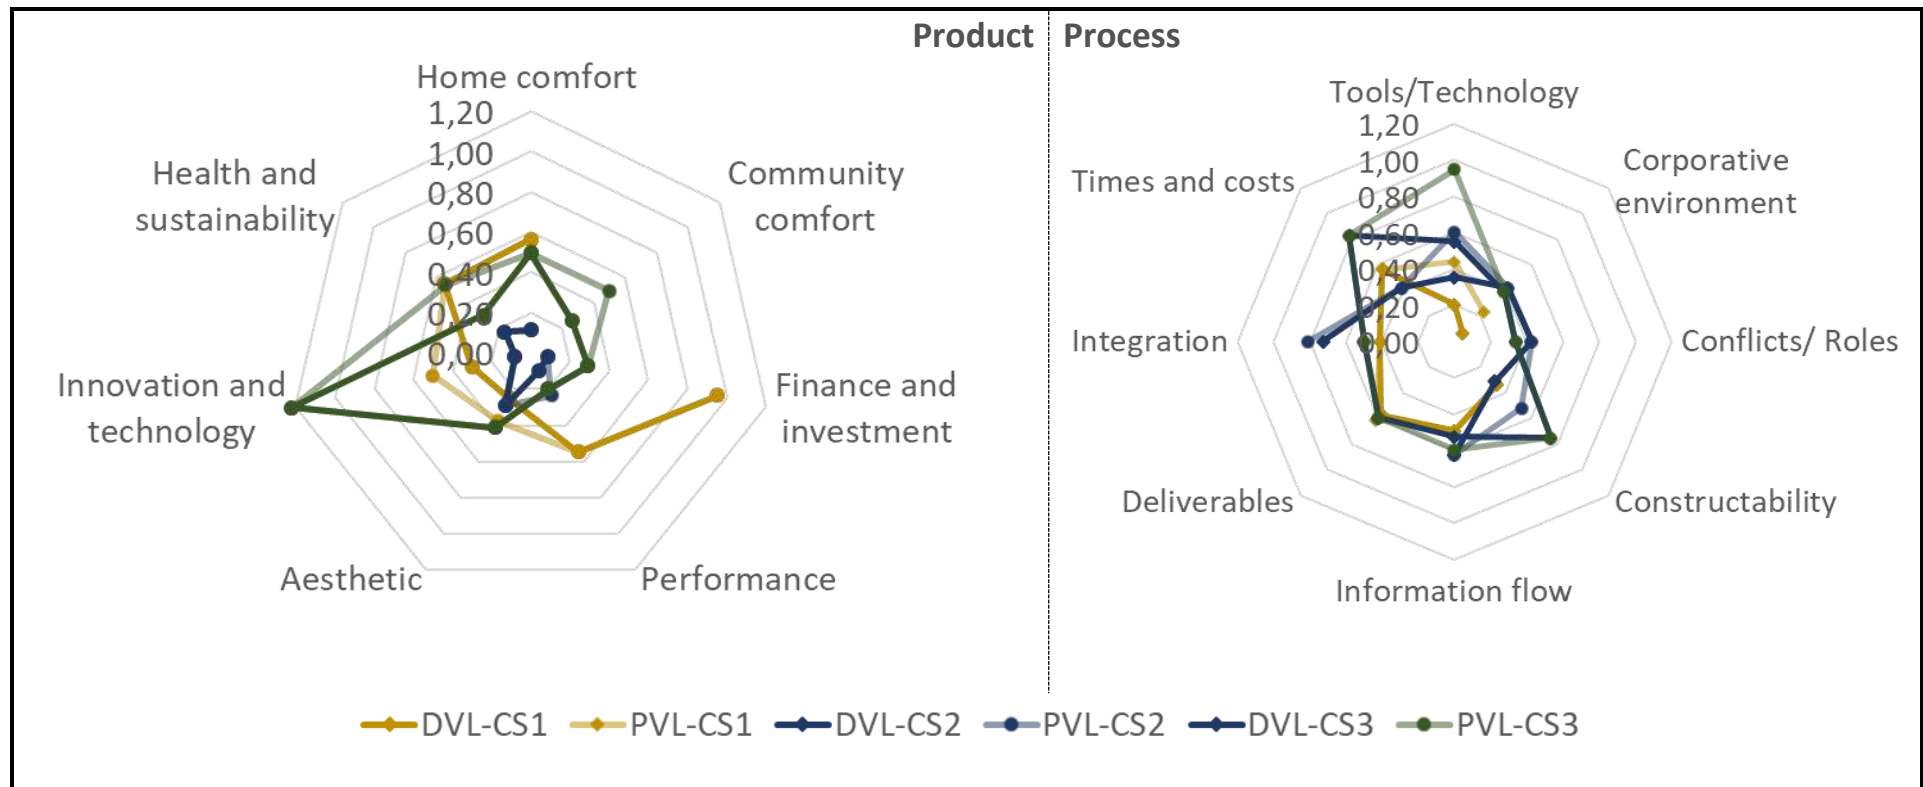 Product
Process
Home comfort
1,20
1,00
0,80
0,60
0,40
0,20
0,00
Community
comfort
Finance and
investment
Performance
Aesthetic
Innovation and
technology
Health and
sustainability
Tools/Technology
1,20
1,00
0,80
0,60
0,40
0,20
0,00
Corporative
environment
Conflicts/ Roles
Constructability
Information flow
Deliverables
Integration
Times and costs
DVL-CS1
PVL-CS1
DVL-CS2
PVL-CS2
DVL-CS3
PVL-CS3